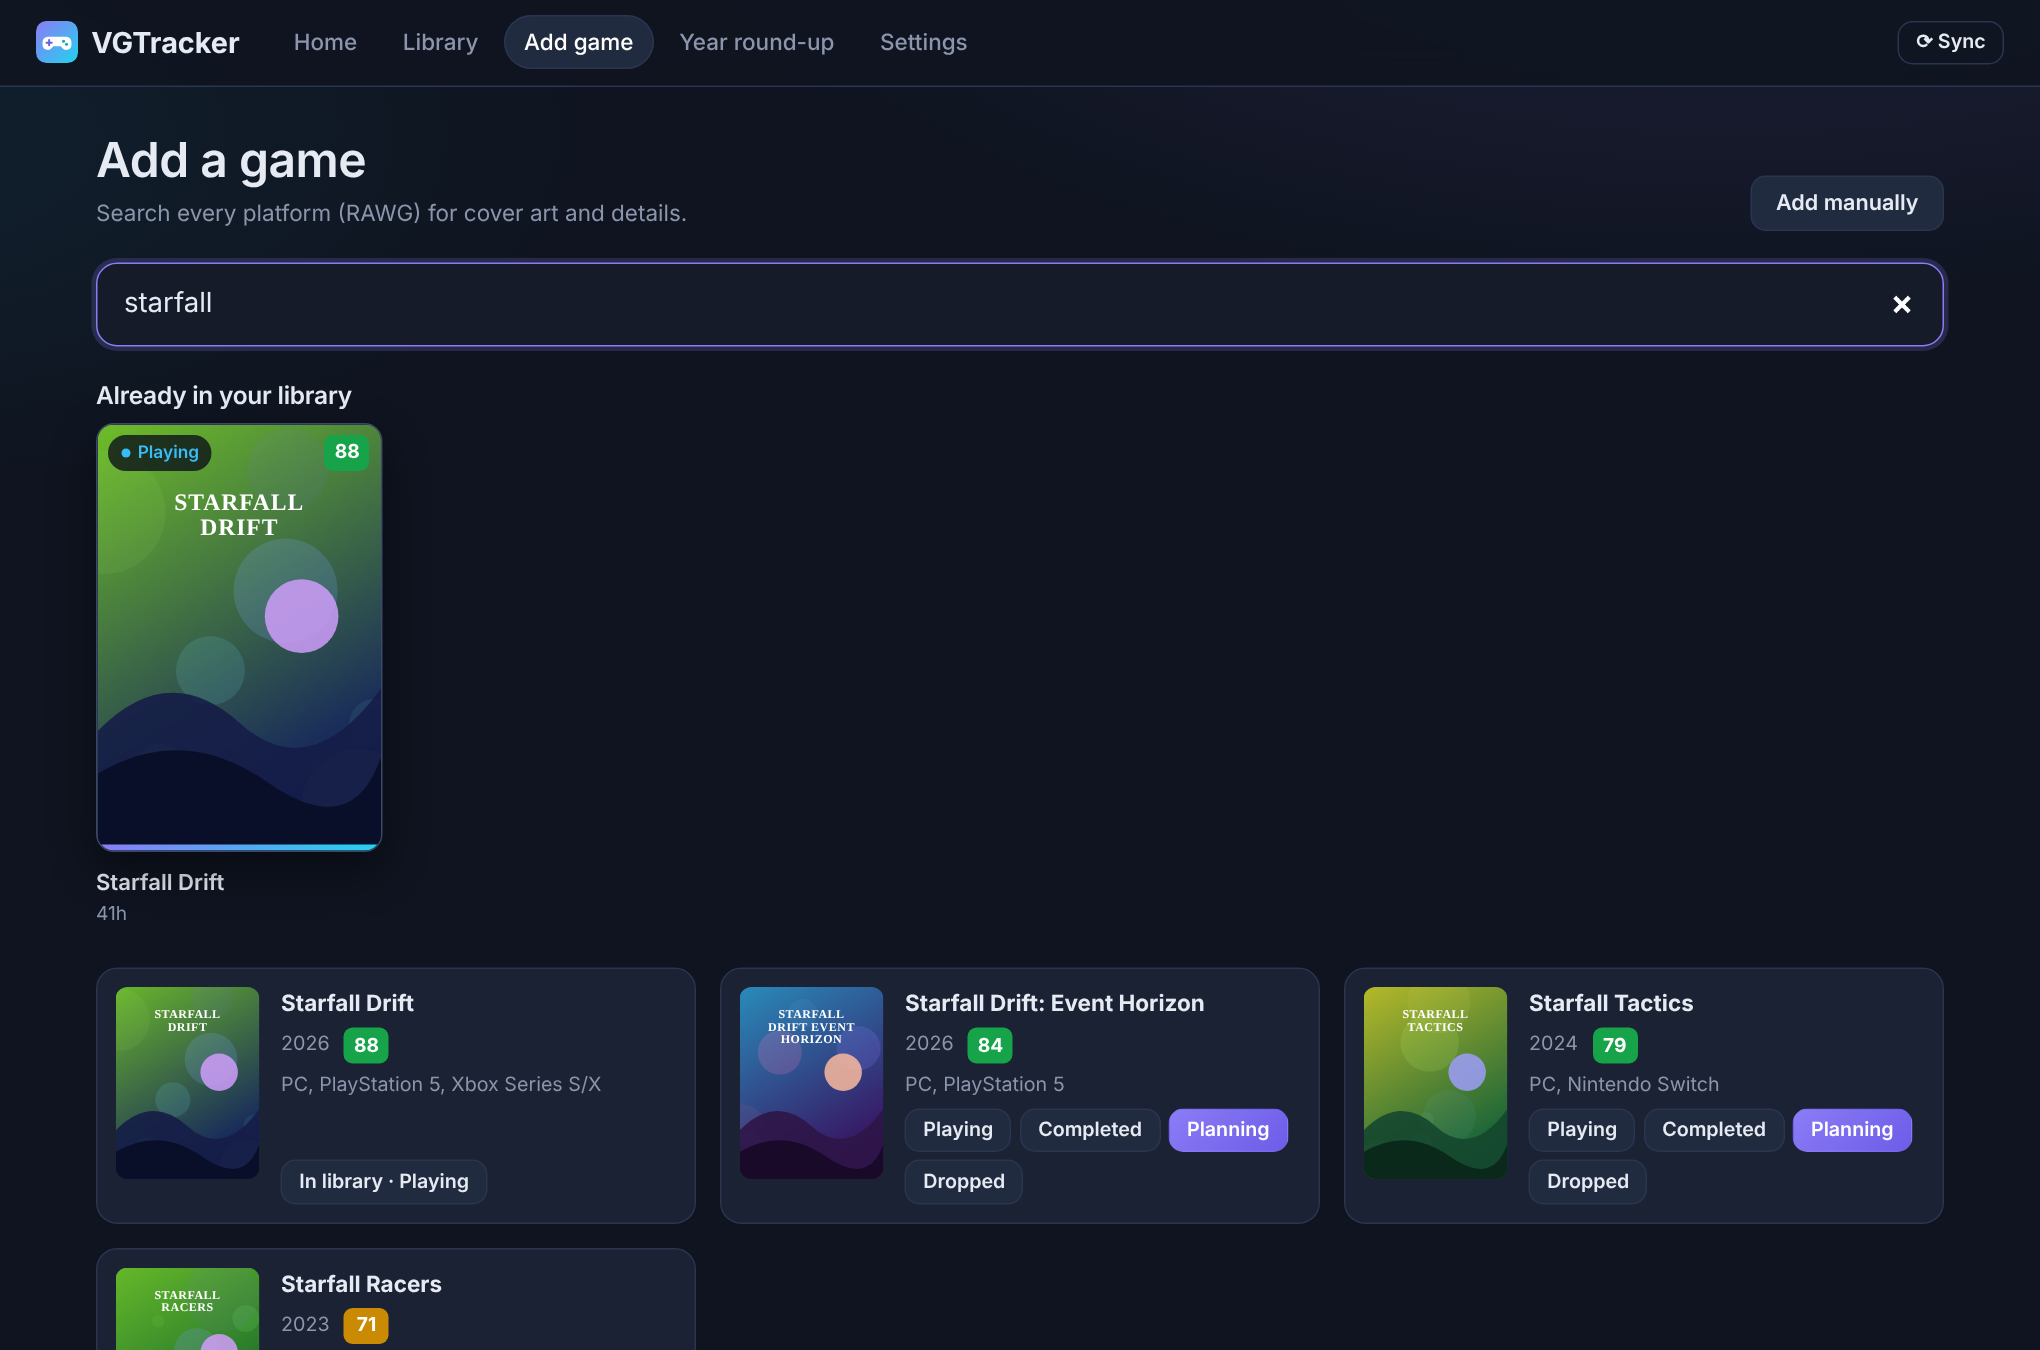 VGTracker
Home
Library
Add game
Year round-up
Settings
⟳ Sync
Add a game
Search every platform (RAWG) for cover art and details.
Add manually
starfall
×
Already in your library
Playing
88
STARFALL
DRIFT
Starfall Drift
41h
STARFALL
DRIFT
Starfall Drift
2026 88
PC, PlayStation 5, Xbox Series S/X
In library · Playing
STARFALL
DRIFT EVENT
HORIZON
Starfall Drift: Event Horizon
2026 84
PC, PlayStation 5
Playing Completed Planning
Dropped
STARFALL
TACTICS
Starfall Tactics
2024 79
PC, Nintendo Switch
Playing Completed Planning
Dropped
STARFALL
RACERS
Starfall Racers
2023 71